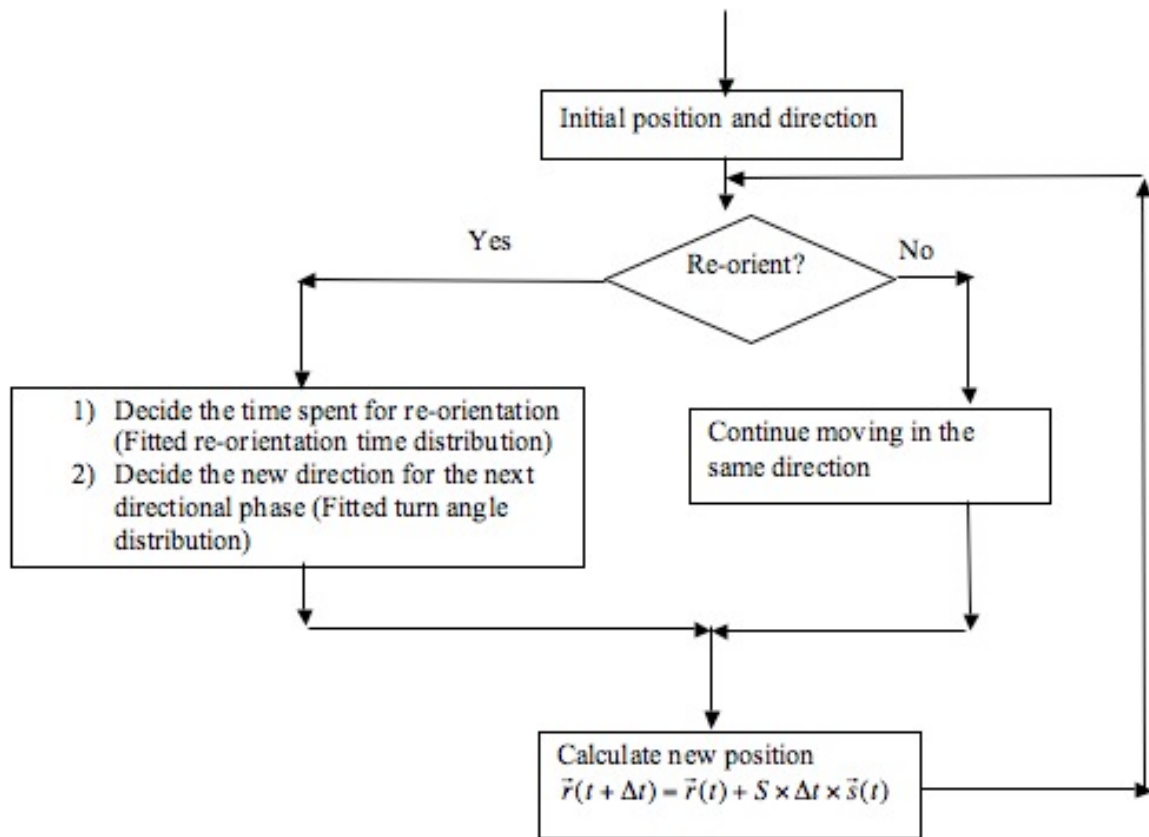 Initial position and direction
Yes
No
Re-orient?
1) Decide the time spent for re-orientation
(Fitted re-orientation time distribution)
2) Decide the new direction for the next
directional phase (Fitted turn angle
distribution)
Continue moving in the
same direction
Calculate new position
r⃗(t + Δt) = r⃗(t) + S × Δt × s⃗(t)